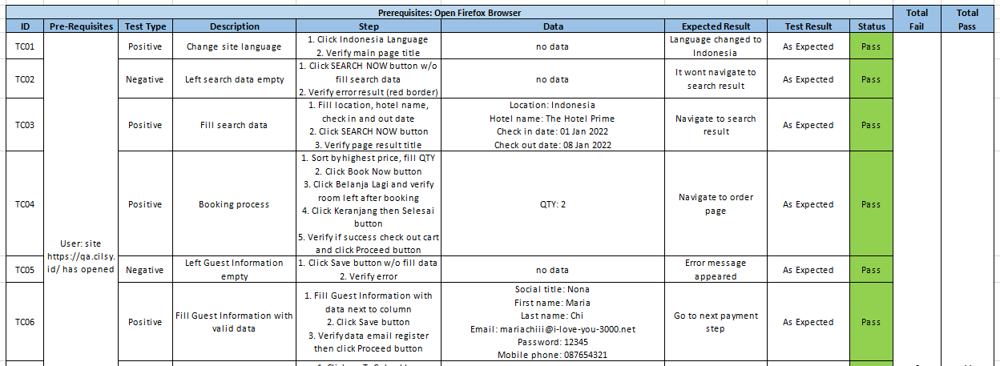 Prerequisites: Open Firefox Browser
Total Fail
Total Pass
ID
Pre-Requisites
Test Type
Description
Step
Data
Expected Result
Test Result
Status
User: site
https://qa.cilsy.
id/ has opened
TC01
Positive
Change site language
1. Click Indonesia Language
2. Verify main page title
no data
Language changed to
Indonesia
As Expected
Pass
TC02
Negative
Left search data empty
1. Click SEARCH NOW button w/o
fill search data
2. Verify error result (red border)
no data
It wont navigate to
search result
As Expected
Pass
TC03
Positive
Fill search data
1. Fill location, hotel name,
check in and out date
2. Click SEARCH NOW button
3. Verify page result title
Location: Indonesia
Hotel name: The Hotel Prime
Check in date: 01 Jan 2022
Check out date: 08 Jan 2022
Navigate to search
result
As Expected
Pass
TC04
Positive
Booking process
1. Sort by highest price, fill QTY
2. Click Book Now button
3. Click Belanja Lagi and verify
room left after booking
4. Click Keranjang then Selesai
button
5. Verify if success check out cart
and click Proceed button
QTY: 2
Navigate to order
page
As Expected
Pass
TC05
Negative
Left Guest Information
empty
1. Click Save button w/o fill data
2. Verify error
no data
Error message
appeared
As Expected
Pass
TC06
Positive
Fill Guest Information with
valid data
1. Fill Guest Information with
data next to column
2. Click Save button
3. Verify data email register
then click Proceed button
Social title: Nona
First name: Maria
Last name: Chi
Email: mariachiii@i-love-you-3000.net
Password: 12345
Mobile phone: 087654321
Go to next payment
step
As Expected
Pass